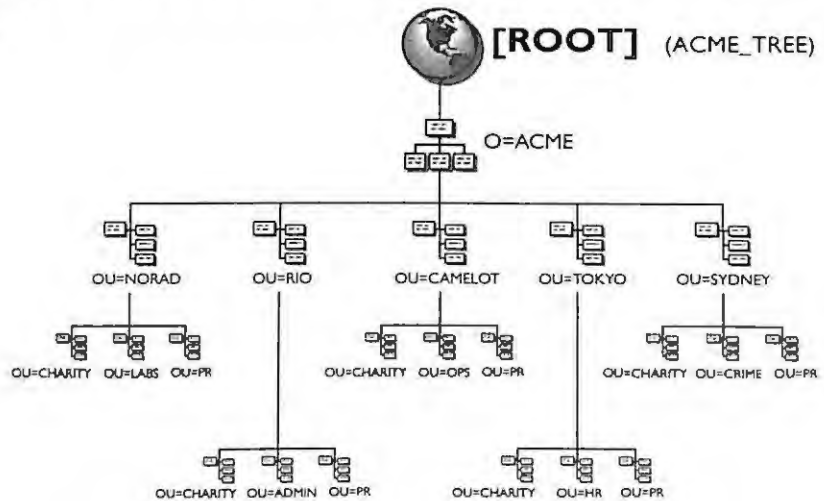 [ROOT] (ACME_TREE)
O=ACME
OU=NORAD OU=RIO OU=CAMELOT OU=TOKYO OU=SYDNEY
OU=CHARITY OU=LABS OU=PR OU=CHARITY OU=OPS OU=PR OU=CHARITY OU=CRIME OU=PR
OU=CHARITY OU=ADMIN OU=PR OU=CHARITY OU=HR OU=PR